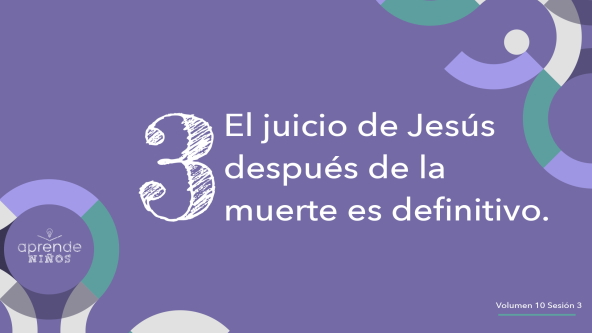 3
El juicio de Jesús
después de la
muerte es definitivo.
aprende
NIÑOS
Volumen 10 Sesión 3